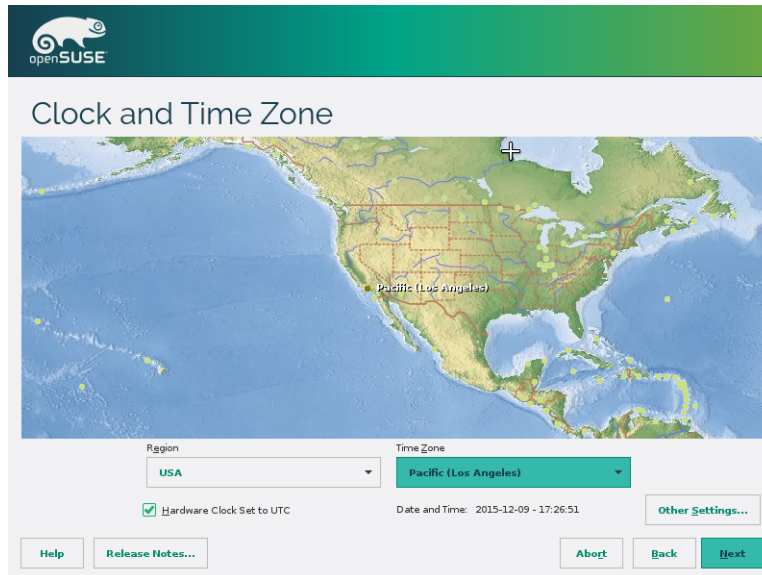 openSUSE
Clock and Time Zone
Pacific (Los Angeles)
Region
Time Zone
USA
Pacific (Los Angeles)
Hardware Clock Set to UTC
Date and Time: 2015-12-09 - 17:26:51
Other Settings...
Help
Release Notes...
Abort
Back
Next